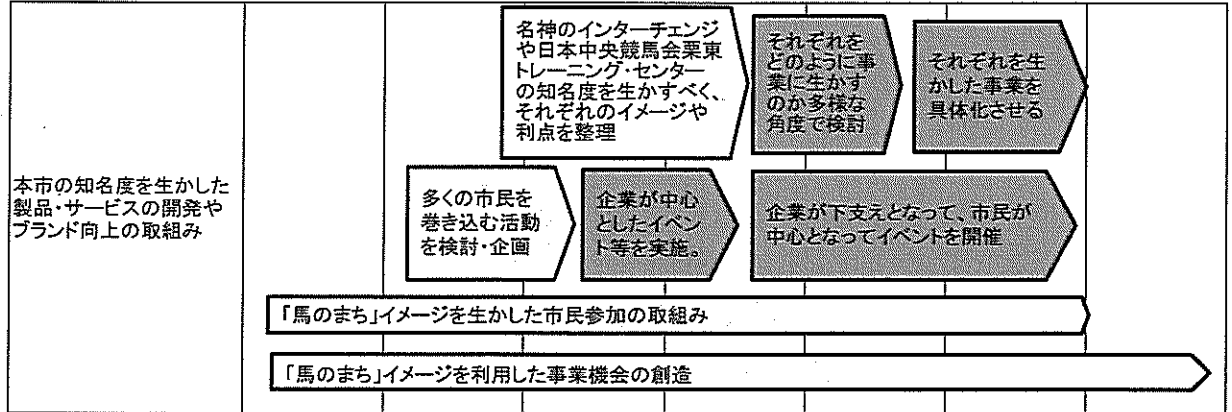 名神のインターチェンジ
や日本中央競馬会栗東
トレーニング・センター
の知名度を生かすべく、
それぞれのイメージや
利点を整理
それぞれを
どのように事
業に生かす
のか多様な
角度で検討
それぞれを生
かした事業を
具体化させる
本市の知名度を生かした
製品・サービスの開発や
ブランド向上の取組み
多くの市民を
巻き込む活動
を検討・企画
企業が中心
としたイベン
ト等を実施。
企業が下支えとなって、市民が
中心となってイベントを開催
「馬のまち」イメージを生かした市民参加の取組み
「馬のまち」イメージを利用した事業機会の創造